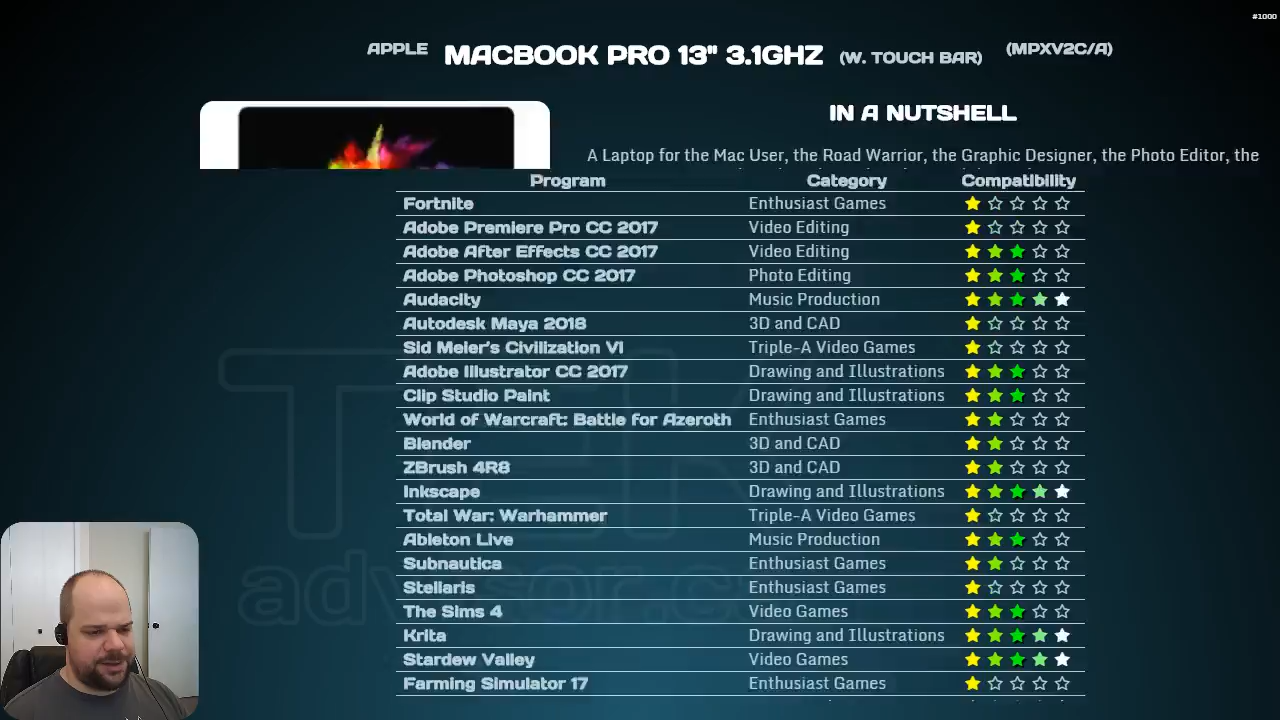 #1000
APPLE MACBOOK PRO 13" 3.1GHZ (W. TOUCH BAR) (MPXV2C/A)
IN A NUTSHELL
A Laptop for the Mac User, the Road Warrior, the Graphic Designer, the Photo Editor, the
Program Category Compatibility
Fortnite Enthusiast Games
Adobe Premiere Pro CC 2017 Video Editing
Adobe After Effects CC 2017 Video Editing
Adobe Photoshop CC 2017 Photo Editing
Audacity Music Production
Autodesk Maya 2018 3D and CAD
Sid Meier's Civilization VI Triple-A Video Games
Adobe Illustrator CC 2017 Drawing and Illustrations
Clip Studio Paint Drawing and Illustrations
World of Warcraft: Battle for Azeroth Enthusiast Games
Blender 3D and CAD
ZBrush 4R8 3D and CAD
Inkscape Drawing and Illustrations
Total War: Warhammer Triple-A Video Games
Ableton Live Music Production
Subnautica Enthusiast Games
Stellaris Enthusiast Games
The Sims 4 Video Games
Krita Drawing and Illustrations
Stardew Valley Video Games
Farming Simulator 17 Enthusiast Games